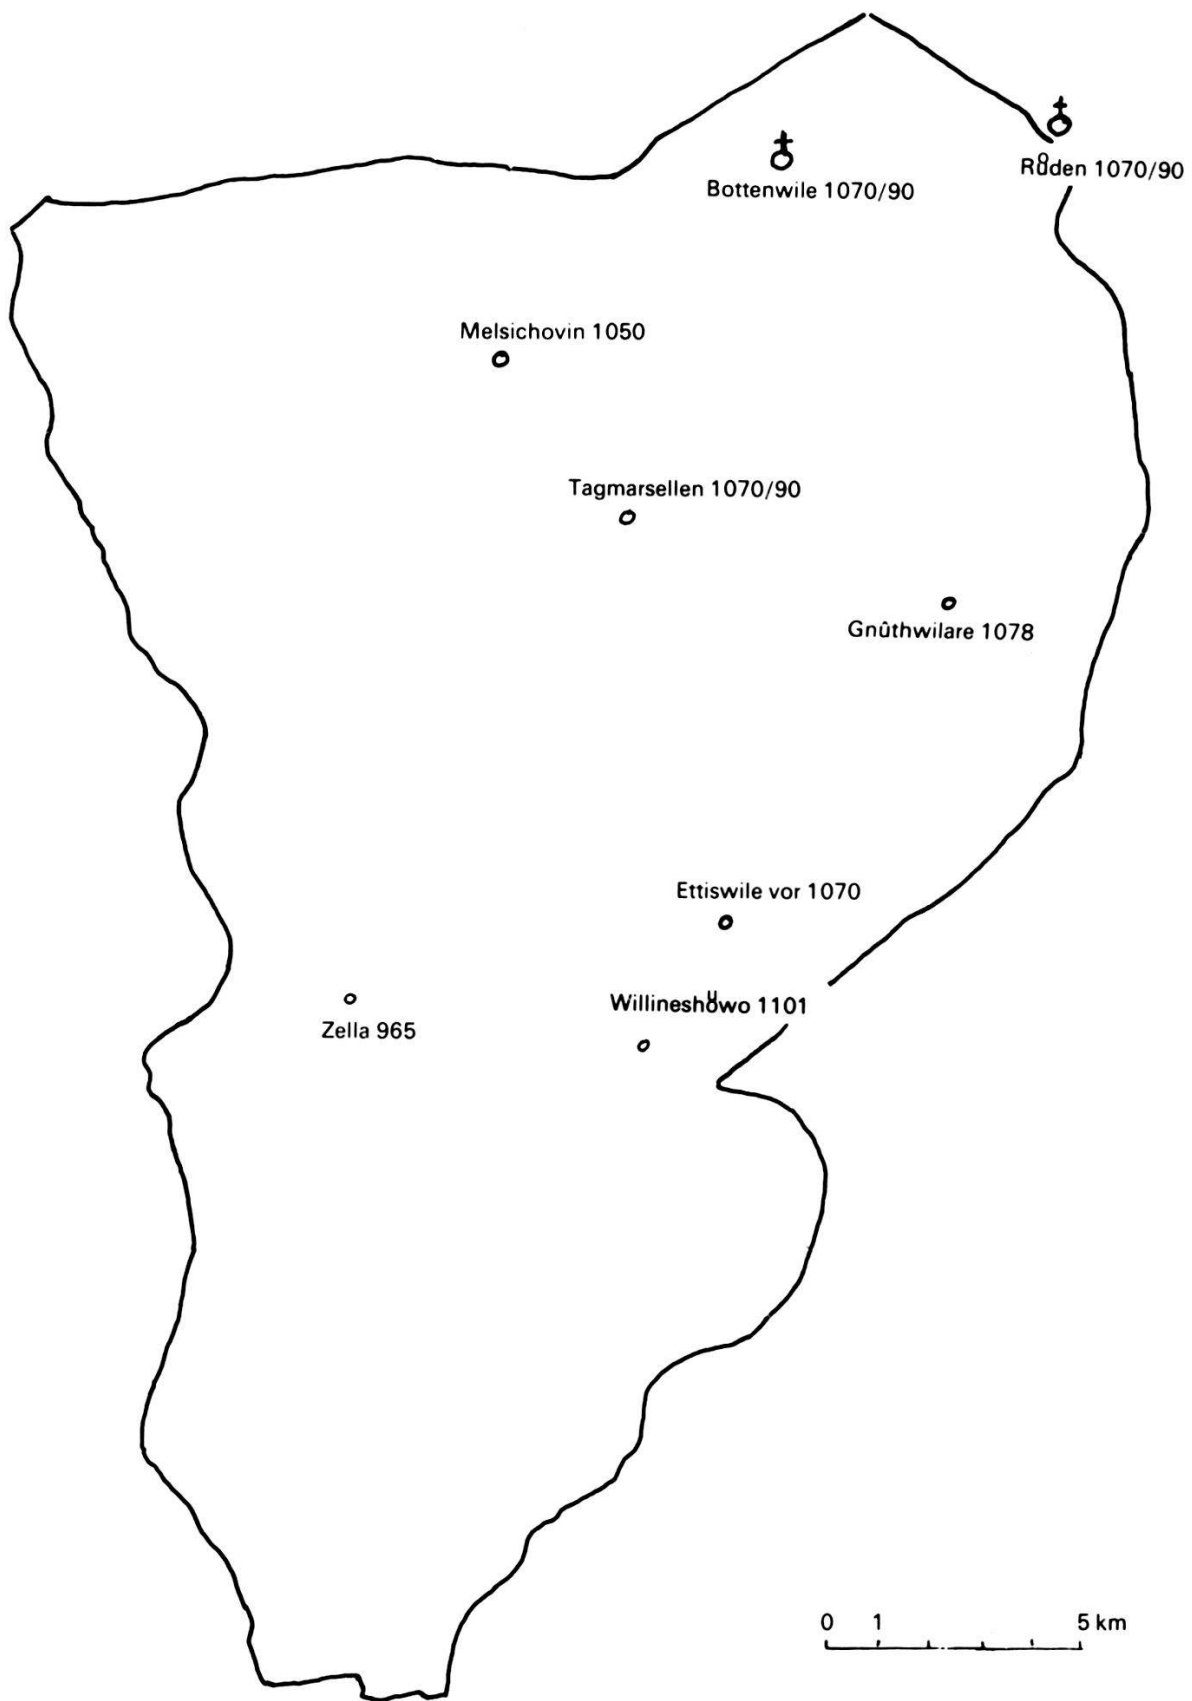 Bottenwile 1070/90
Růden 1070/90
Melsichovin 1050
Tagmarsellen 1070/90
Gnûthwilare 1078
Ettiswile vor 1070
Zella 965
Willineshöwo 1101
0 1 5 km